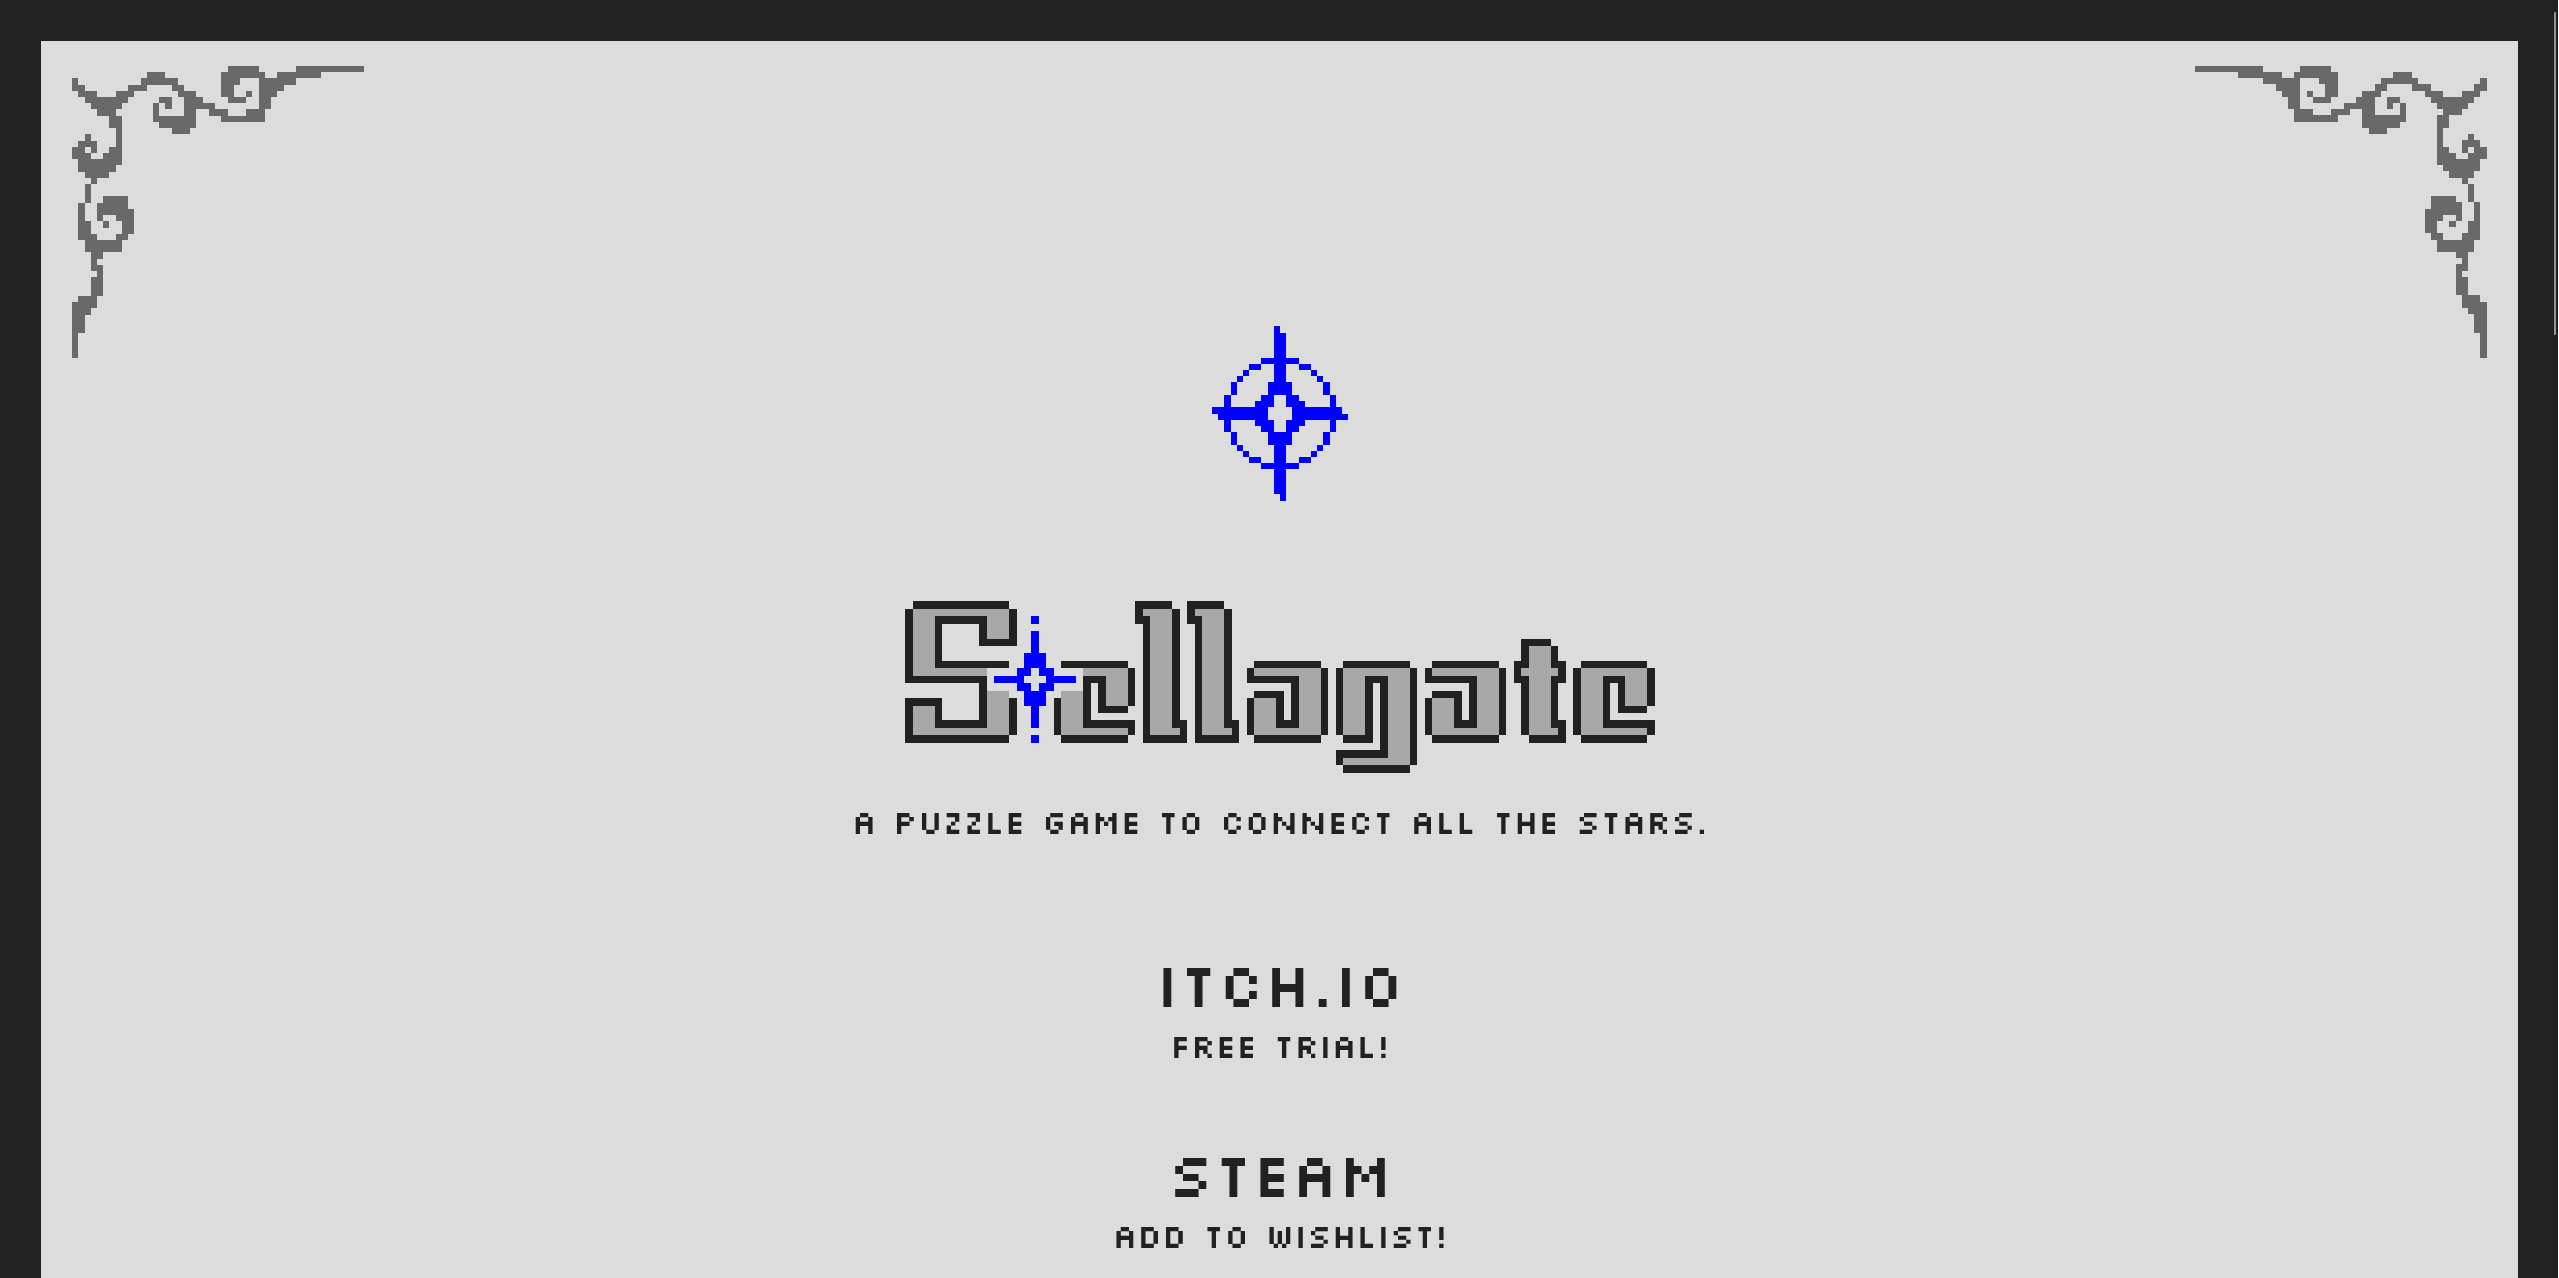 Stellagate
A PUZZLE GAME TO CONNECT ALL THE STARS.
ITCH.IO
FREE TRIAL!
STEAM
ADD TO WISHLIST!